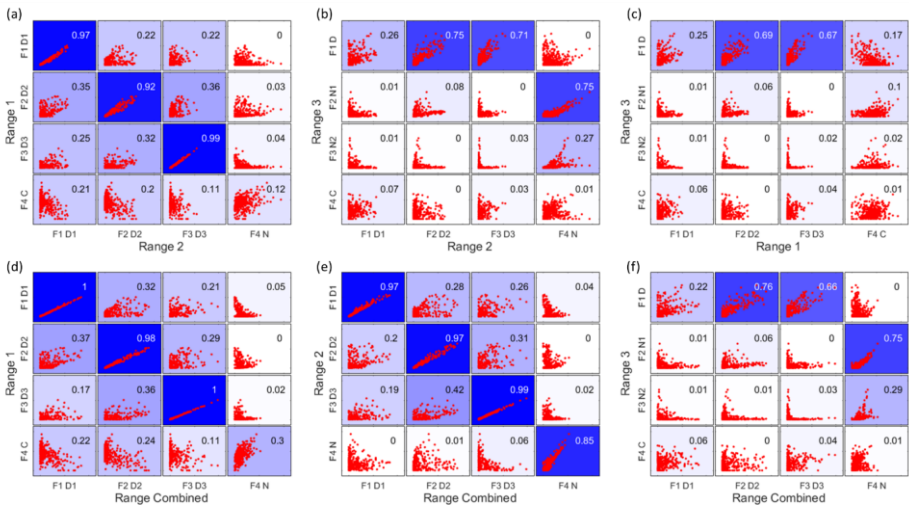 (a) (b) (c)
F1 D1 0.97 0.22 0.22 0
F2 D2 0.35 0.92 0.36 0.03
F3 D3 0.25 0.32 0.99 0.04
F4 C 0.21 0.2 0.11 0.12
Range 1
F1 D1 F2 D2 F3 D3 F4 N
Range 2
F1 D 0.26 0.75 0.71 0
F2 N1 0.01 0.08 0 0.75
F3 N2 0.01 0 0.03 0.27
F4 C 0.07 0 0.03 0.01
Range 3
F1 D1 F2 D2 F3 D3 F4 N
Range 2
F1 D 0.25 0.69 0.67 0.17
F2 N1 0.01 0.06 0 0.1
F3 N2 0.01 0 0.02 0.02
F4 C 0.06 0 0.04 0.01
Range 3
F1 D1 F2 D2 F3 D3 F4 C
Range 1
(d) (e) (f)
F1 D1 1 0.32 0.21 0.05
F2 D2 0.37 0.98 0.29 0
F3 D3 0.17 0.36 1 0.02
F4 C 0.22 0.24 0.11 0.3
Range 1
F1 D1 F2 D2 F3 D3 F4 N
Range Combined
F1 D1 0.97 0.28 0.26 0.04
F2 D2 0.2 0.97 0.31 0
F3 D3 0.19 0.42 0.99 0.02
F4 N 0 0.01 0.06 0.85
Range 2
F1 D1 F2 D2 F3 D3 F4 N
Range Combined
F1 D 0.22 0.76 0.66 0
F2 N1 0.01 0.06 0 0.75
F3 N2 0.01 0.01 0.03 0.29
F4 C 0.06 0 0.04 0.01
Range 3
F1 D1 F2 D2 F3 D3 F4 N
Range Combined